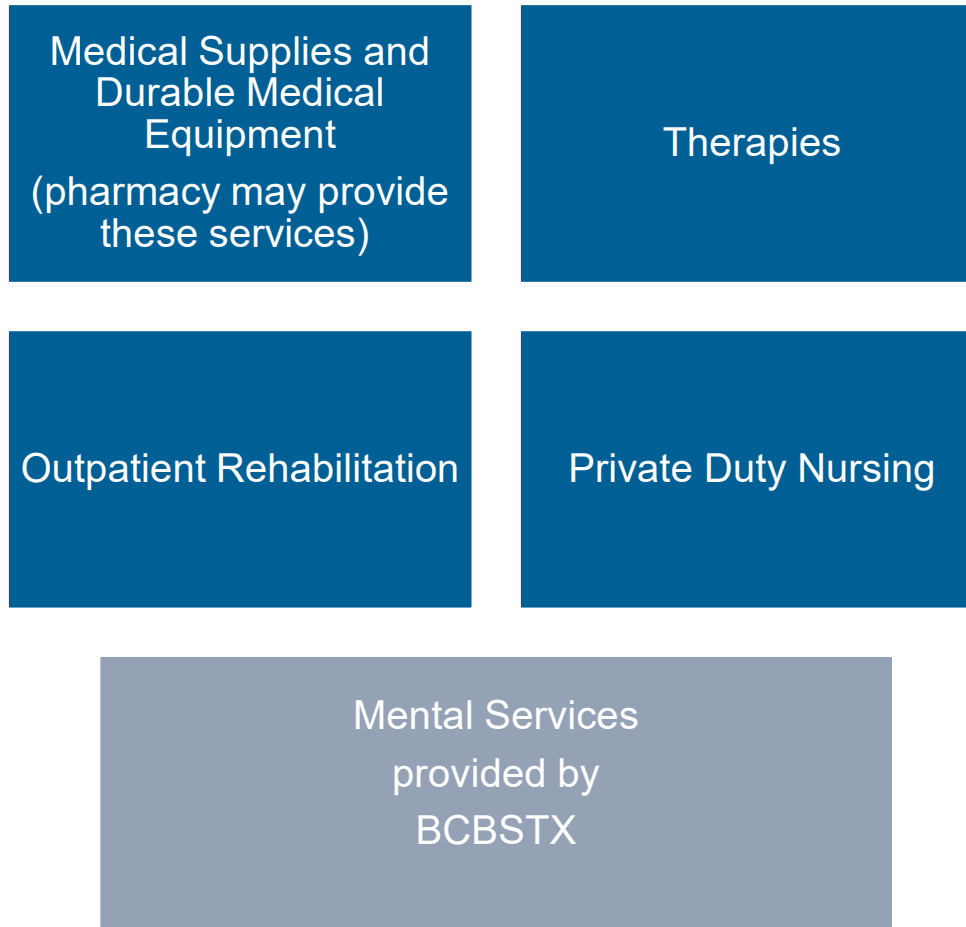 Medical Supplies and
Durable Medical
Equipment
(pharmacy may provide
these services)
Therapies
Outpatient Rehabilitation
Private Duty Nursing
Mental Services
provided by
BCBSTX